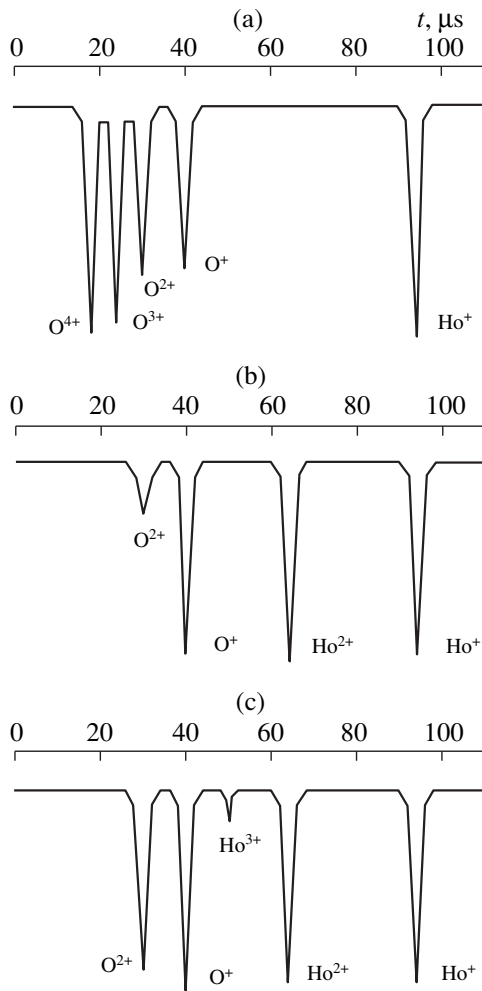 (a)
t, µs
0 20 40 60 80 100
O⁴⁺ O³⁺ O²⁺ O⁺ Ho⁺
(b)
0 20 40 60 80 100
O²⁺ O⁺ Ho²⁺ Ho⁺
(c)
0 20 40 60 80 100
O²⁺ O⁺ Ho³⁺ Ho²⁺ Ho⁺